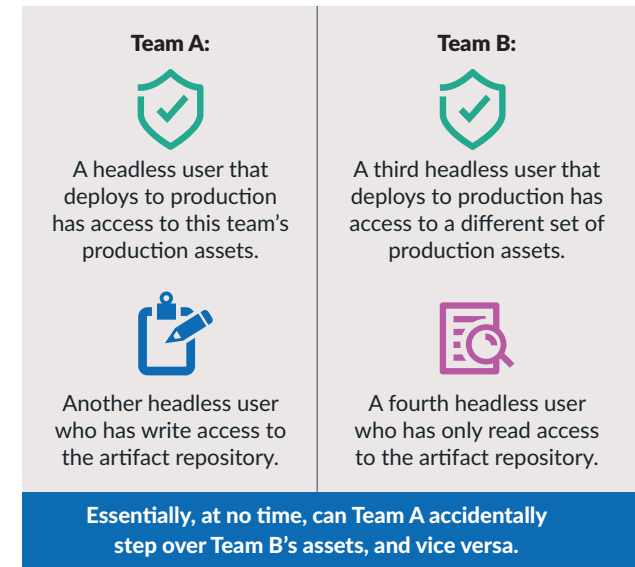 Team A:
A headless user that
deploys to production
has access to this team's
production assets.
Another headless user
who has write access to
the artifact repository.
Team B:
A third headless user that
deploys to production has
access to a different set of
production assets.
A fourth headless user
who has only read access
to the artifact repository.
Essentially, at no time, can Team A accidentally
step over Team B's assets, and vice versa.